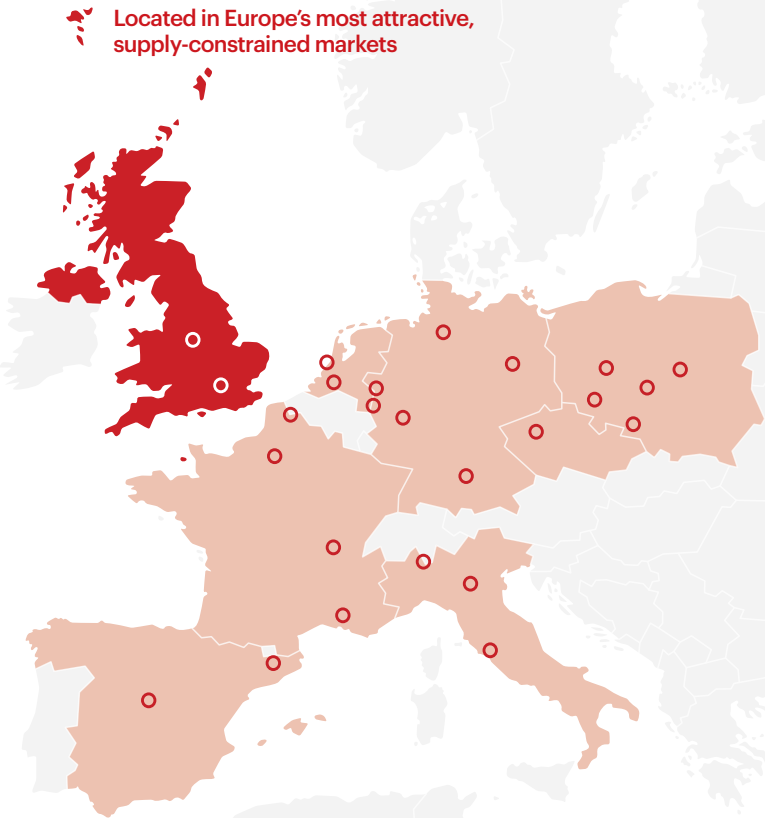 Located in Europe’s most attractive,
supply-constrained markets